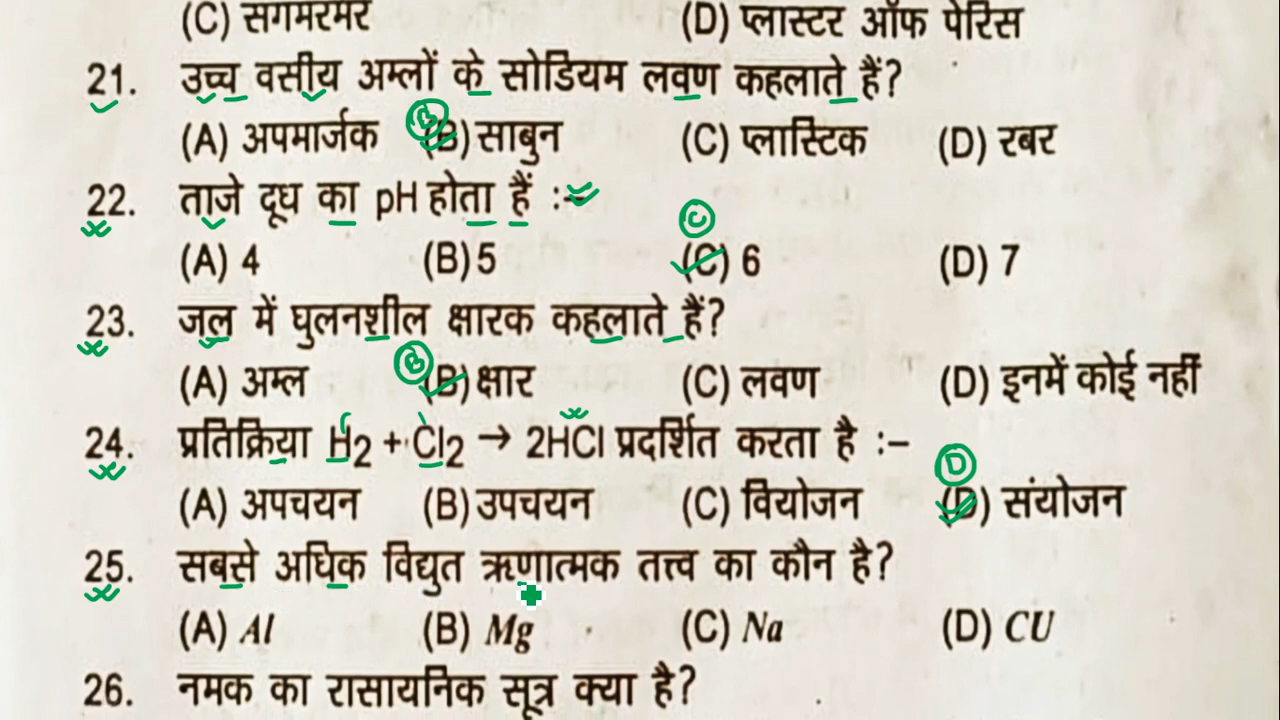 (C) संगमरमर (D) प्लास्टर ऑफ पेरिस
21. उच्च वसीय अम्लों के सोडियम लवण कहलाते हैं?
(A) अपमार्जक (B) साबुन (C) प्लास्टिक (D) रबर
22. ताजे दूध का pH होता हैं :-
(A) 4 (B) 5 (C) 6 (D) 7
23. जल में घुलनशील क्षारक कहलाते हैं?
(A) अम्ल (B) क्षार (C) लवण (D) इनमें कोई नहीं
24. प्रतिक्रिया H2 + Cl2 → 2HCl प्रदर्शित करता है :–
(A) अपचयन (B) उपचयन (C) वियोजन (D) संयोजन
25. सबसे अधिक विद्युत ऋणात्मक तत्त्व का कौन है?
(A) Al (B) Mg (C) Na (D) CU
26. नमक का रासायनिक सूत्र क्या है?